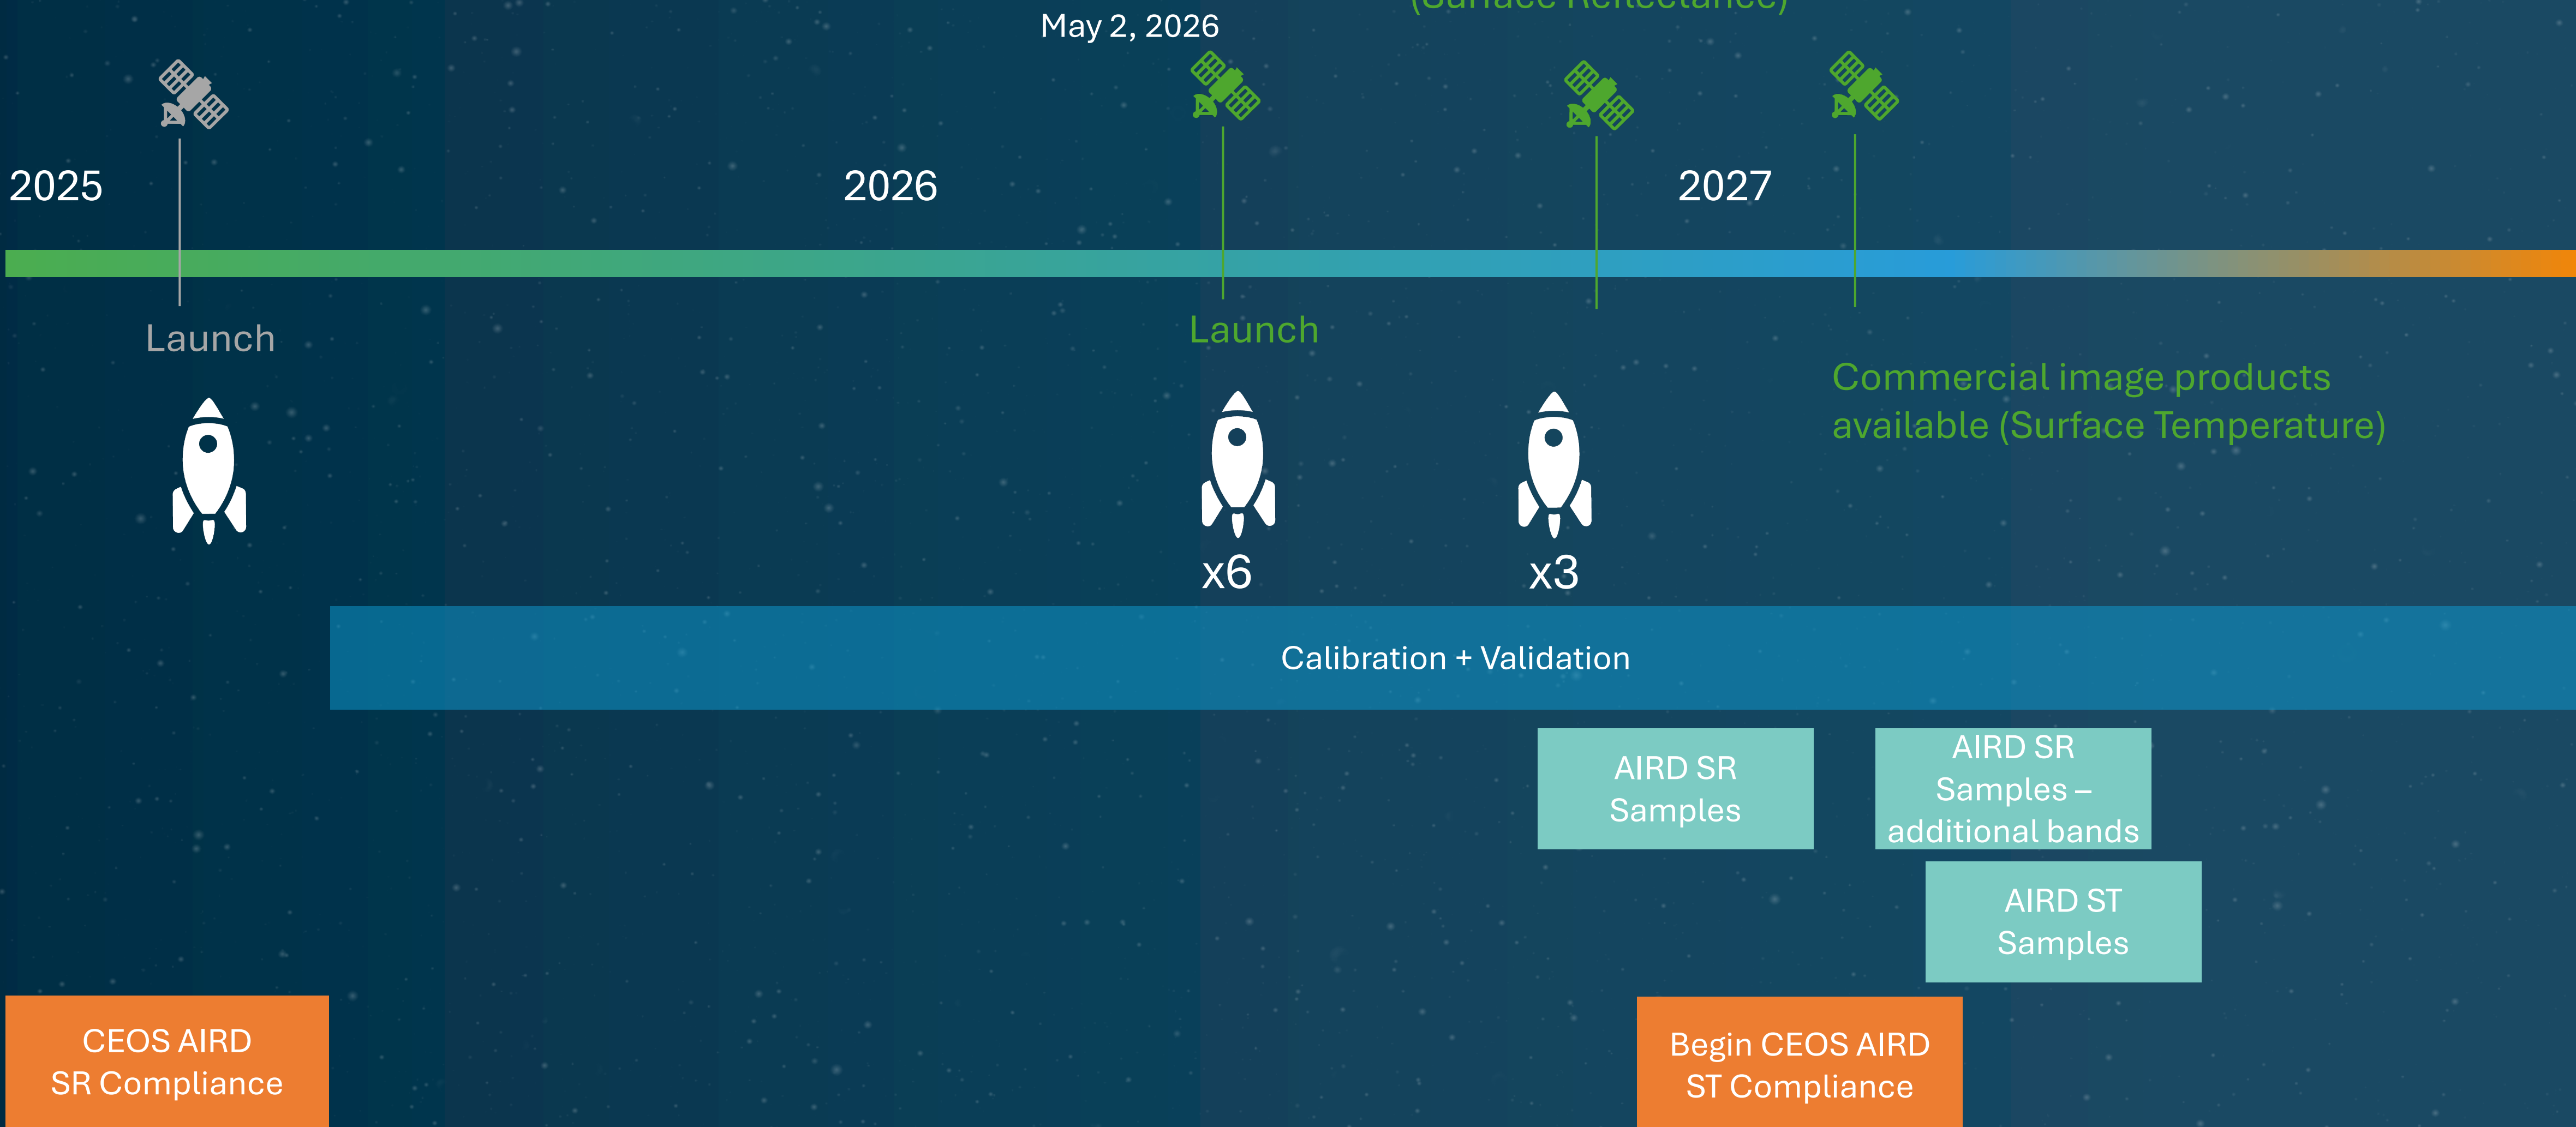 (Surface Reflectance)
May 2, 2026
2025
2026
2027
Launch
Launch
Commercial image products
available (Surface Temperature)
x6
x3
Calibration + Validation
AIRD SR
Samples
AIRD SR
Samples –
additional bands
AIRD ST
Samples
CEOS AIRD
SR Compliance
Begin CEOS AIRD
ST Compliance